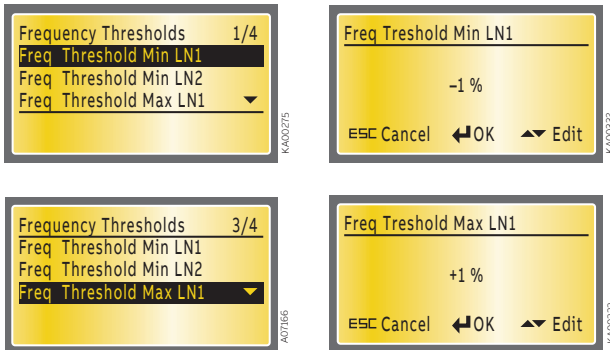 Frequency Thresholds 1/4
Freq Threshold Min LN1
Freq Threshold Min LN2
Freq Threshold Max LN1
KA00275
Freq Treshold Min LN1
–1 %
ESC Cancel OK Edit
Frequency Thresholds 3/4
Freq Threshold Min LN1
Freq Threshold Min LN2
Freq Threshold Max LN1
A07166
Freq Treshold Max LN1
+1 %
ESC Cancel OK Edit